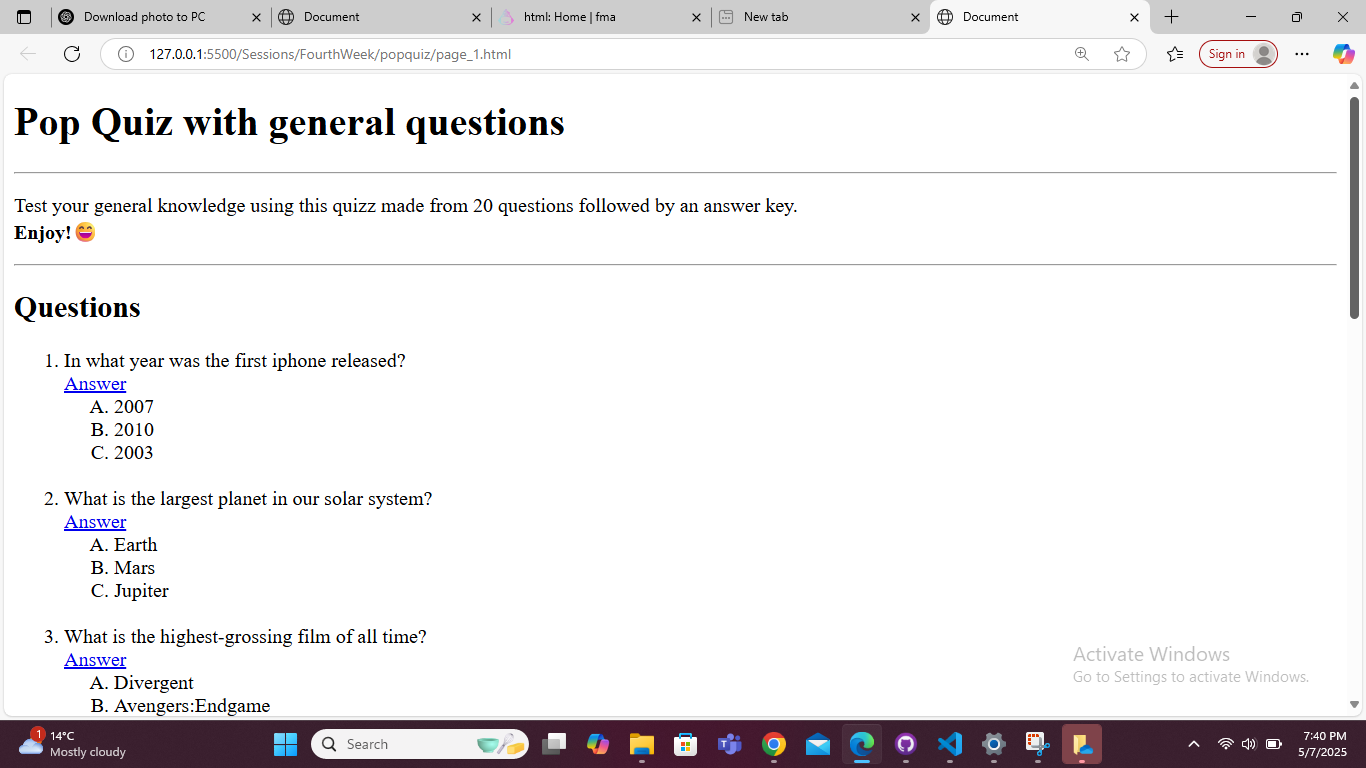 Download photo to PC
Document
html: Home | fma
New tab
Document
127.0.0.1:5500/Sessions/FourthWeek/popquiz/page_1.html
Sign in
Pop Quiz with general questions
Test your general knowledge using this quizz made from 20 questions followed by an answer key.
Enjoy! 😄
Questions
1. In what year was the first iphone released?
Answer
A. 2007
B. 2010
C. 2003
2. What is the largest planet in our solar system?
Answer
A. Earth
B. Mars
C. Jupiter
3. What is the highest-grossing film of all time?
Answer
A. Divergent
B. Avengers:Endgame
Activate Windows
Go to Settings to activate Windows.
1
14°C
Mostly cloudy
Search
7:40 PM
5/7/2025